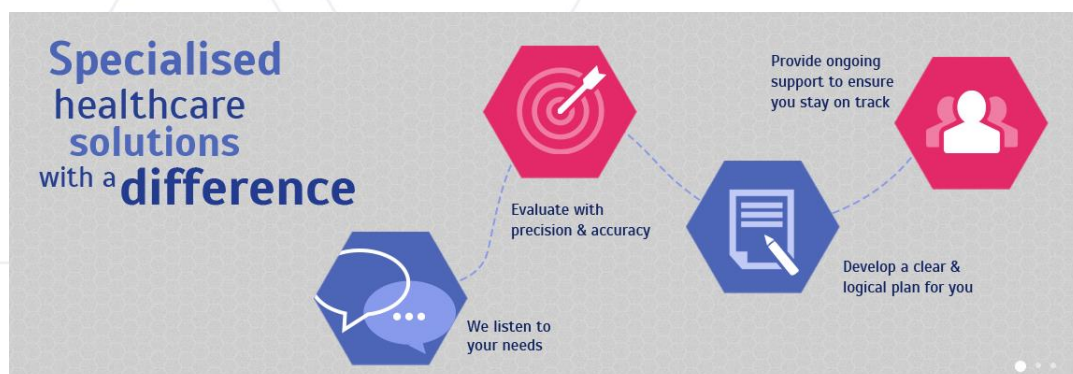 Specialised
healthcare
solutions
with a difference
We listen to
your needs
Evaluate with
precision & accuracy
Develop a clear &
logical plan for you
Provide ongoing
support to ensure
you stay on track